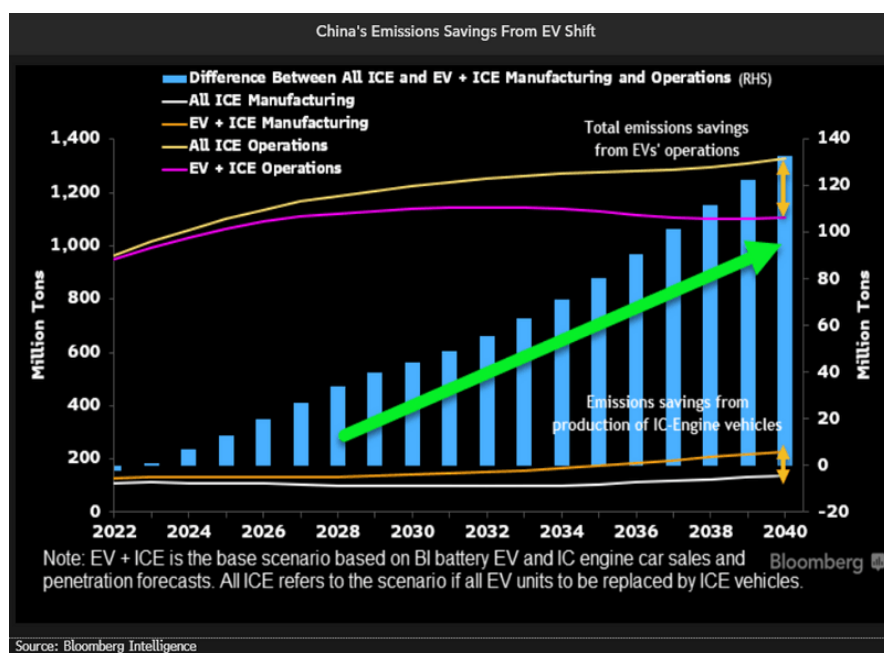 China's Emissions Savings From EV Shift
Difference Between All ICE and EV + ICE Manufacturing and Operations (RHS)
All ICE Manufacturing
EV + ICE Manufacturing
All ICE Operations
EV + ICE Operations
Total emissions savings
from EVs' operations
Emissions savings from
production of IC-Engine vehicles
Million Tons
1,400
1,200
1,000
800
600
400
200
0
140
120
100
80
60
40
20
0
-20
Million Tons
2022 2024 2026 2028 2030 2032 2034 2036 2038 2040
Note: EV + ICE is the base scenario based on BI battery EV and IC engine car sales and
penetration forecasts. All ICE refers to the scenario if all EV units to be replaced by ICE vehicles.
Bloomberg
Source: Bloomberg Intelligence